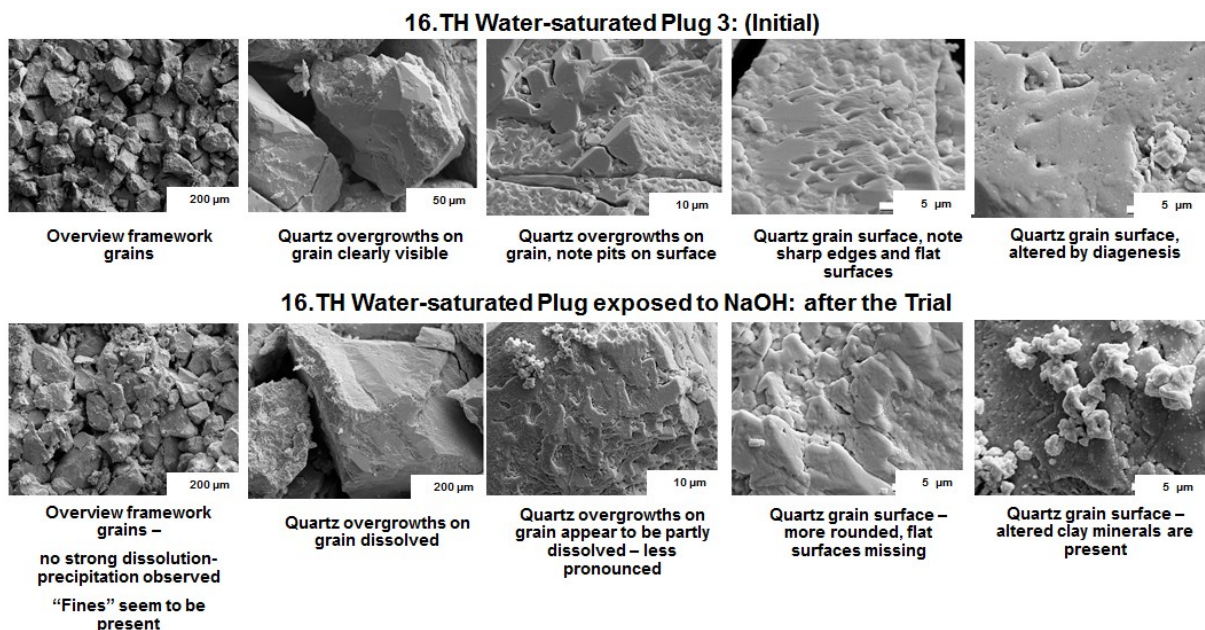 16.TH Water-saturated Plug 3: (Initial)
200 µm
50 µm
10 µm
5 µm
5 µm
Overview framework
grains
Quartz overgrowths on
grain clearly visible
Quartz overgrowths on
grain, note pits on surface
Quartz grain surface, note
sharp edges and flat
surfaces
Quartz grain surface,
altered by diagenesis
16.TH Water-saturated Plug exposed to NaOH: after the Trial
200 µm
200 µm
10 µm
5 µm
5 µm
Overview framework
grains –
no strong dissolution-
precipitation observed
“Fines” seem to be
present
Quartz overgrowths on
grain dissolved
Quartz overgrowths on
grain appear to be partly
dissolved – less
pronounced
Quartz grain surface –
more rounded, flat
surfaces missing
Quartz grain surface –
altered clay minerals are
present